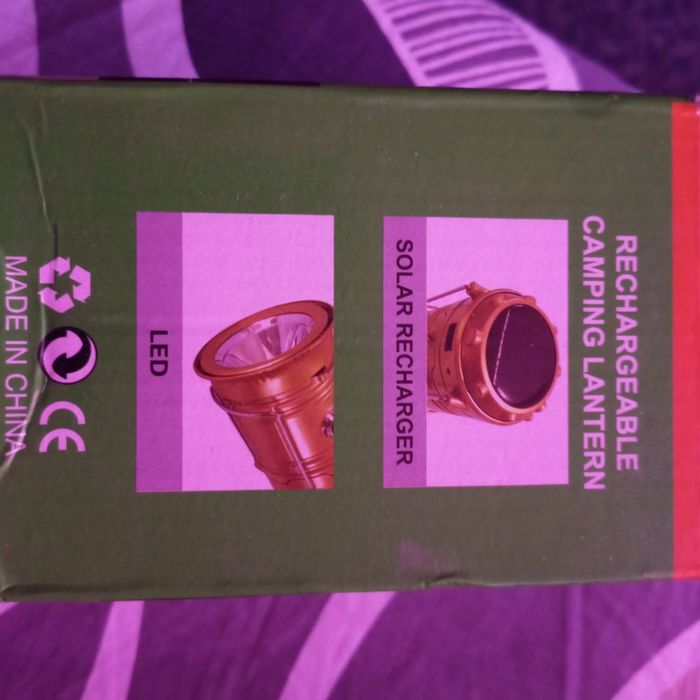 RECHARGEABLE
CAMPING LANTERN
SOLAR RECHARGER
LED
CE
MADE IN CHINA